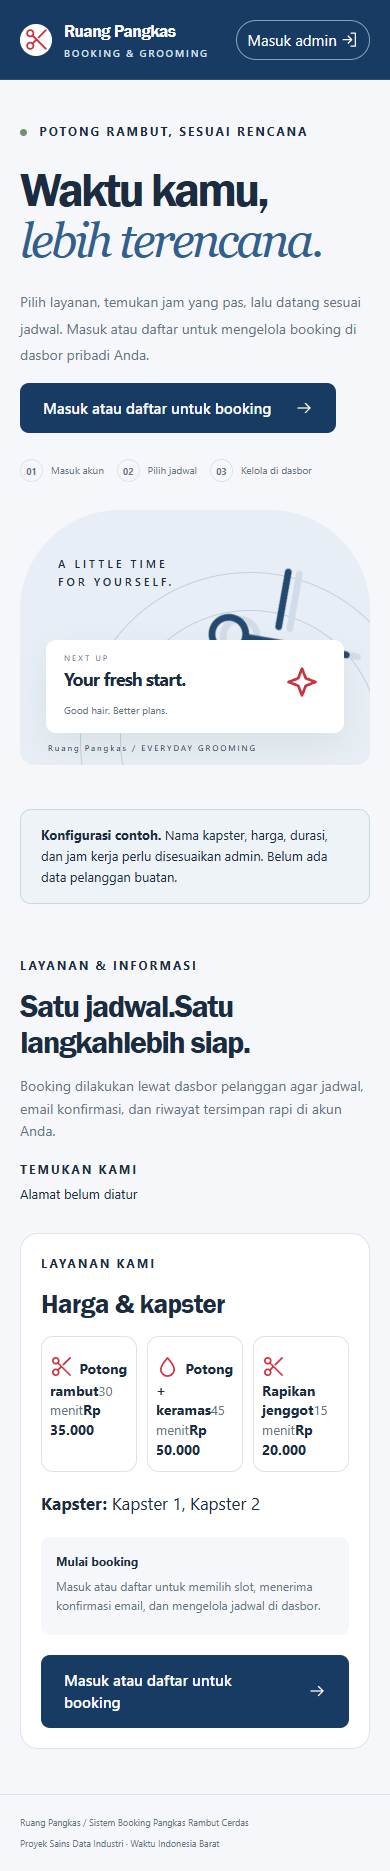 Ruang Pangkas
BOOKING & GROOMING
Masuk admin
POTONG RAMBUT, SESUAI RENCANA
Waktu kamu,
lebih terencana.
Pilih layanan, temukan jam yang pas, lalu datang sesuai
jadwal. Masuk atau daftar untuk mengelola booking di
dasbor pribadi Anda.
Masuk atau daftar untuk booking →
01 Masuk akun 02 Pilih jadwal 03 Kelola di dasbor
A LITTLE TIME
FOR YOURSELF.
NEXT UP
Your fresh start.
Good hair. Better plans.
Ruang Pangkas / EVERYDAY GROOMING
Konfigurasi contoh. Nama kapster, harga, durasi,
dan jam kerja perlu disesuaikan admin. Belum ada
data pelanggan buatan.
LAYANAN & INFORMASI
Satu jadwal.Satu
langkahlebih siap.
Booking dilakukan lewat dasbor pelanggan agar jadwal,
email konfirmasi, dan riwayat tersimpan rapi di akun
Anda.
TEMUKAN KAMI
Alamat belum diatur
LAYANAN KAMI
Harga & kapster
Potong
rambut30
menitRp
35.000
Potong
+
keramas45
menitRp
50.000
Rapikan
jenggot15
menitRp
20.000
Kapster: Kapster 1, Kapster 2
Mulai booking
Masuk atau daftar untuk memilih slot, menerima
konfirmasi email, dan mengelola jadwal di dasbor.
Masuk atau daftar untuk
booking →
Ruang Pangkas / Sistem Booking Pangkas Rambut Cerdas
Proyek Sains Data Industri · Waktu Indonesia Barat